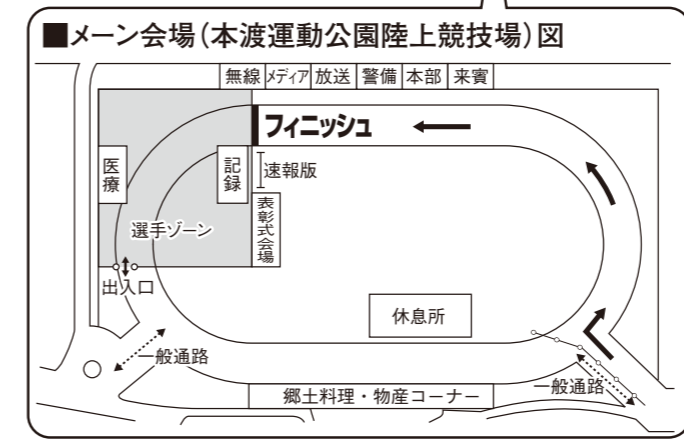 ■メーン会場（本渡運動公園陸上競技場）図
無線 メディア 放送 警備 本部 来賓
フィニッシュ
医療
記録
速報版
表彰式会場
選手ゾーン
出入口
休息所
一般通路
一般通路
郷土料理・物産コーナー